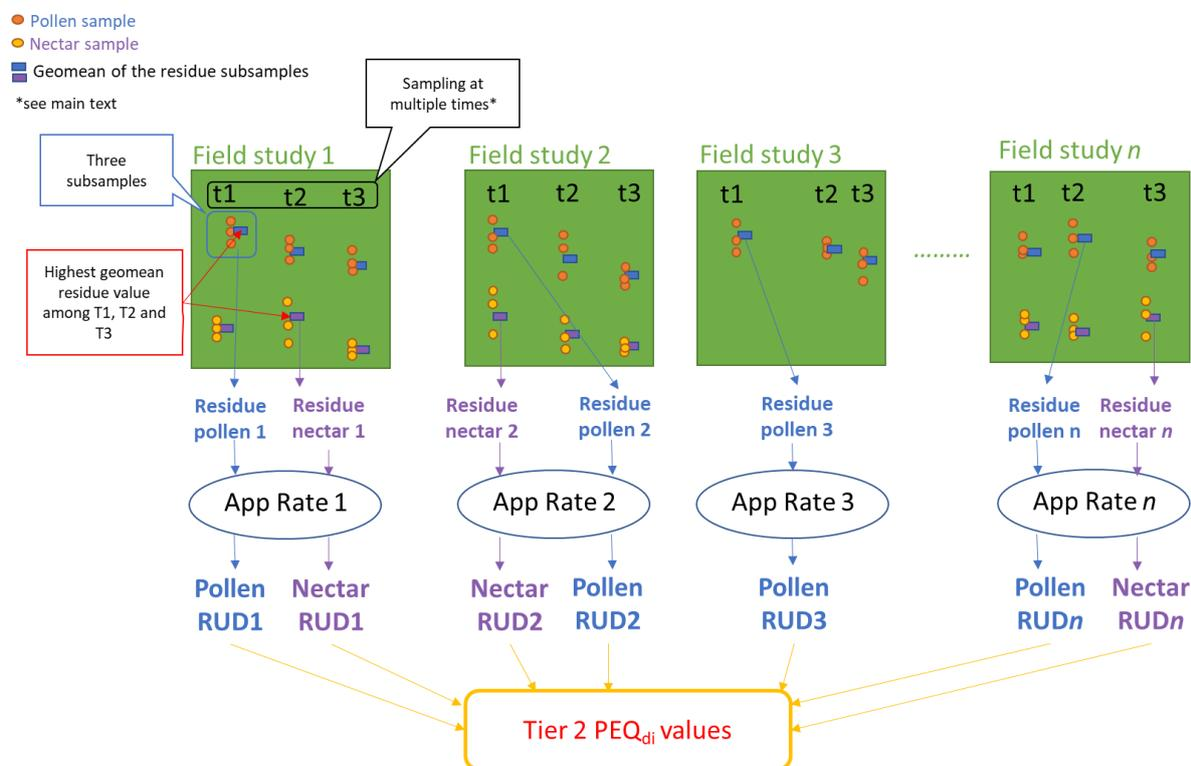 Pollen sample
Nectar sample
Geomean of the residue subsamples
*see main text
Sampling at
multiple times*
Three
subsamples
Highest geomean
residue value
among T1, T2 and
T3
Field study 1
t1 t2 t3
Field study 2
t1 t2 t3
Field study 3
t1 t2 t3
.........
Field study n
t1 t2 t3
Residue
pollen 1
Residue
nectar 1
Residue
nectar 2
Residue
pollen 2
Residue
pollen 3
Residue
pollen n
Residue
nectar n
App Rate 1
App Rate 2
App Rate 3
App Rate n
Pollen
RUD1
Nectar
RUD1
Nectar
RUD2
Pollen
RUD2
Pollen
RUD3
Pollen
RUDn
Nectar
RUDn
Tier 2 PEQdi values